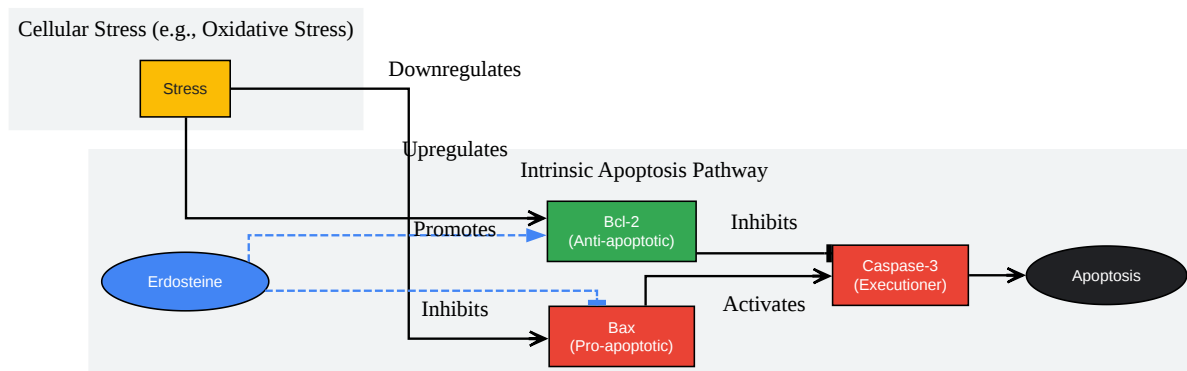 Cellular Stress (e.g., Oxidative Stress)
Stress
Downregulates
Upregulates
Intrinsic Apoptosis Pathway
Bcl-2
(Anti-apoptotic)
Inhibits
Promotes
Caspase-3
(Executioner)
Apoptosis
Erdosteine
Inhibits
Activates
Bax
(Pro-apoptotic)